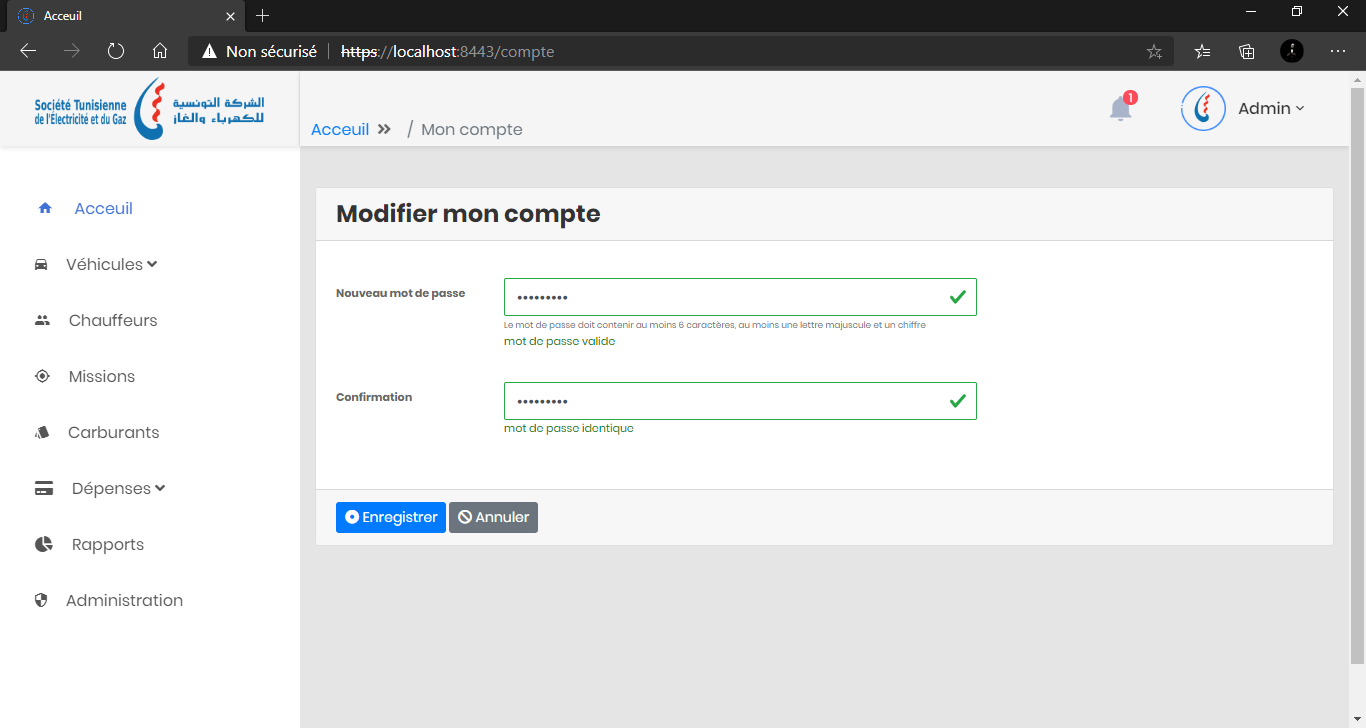 Acceuil
Non sécurisé
https://localhost:8443/compte
Société Tunisienne
de l'Électricité et du Gaz
الشركة التونسية
للكهرباء والغاز
Acceuil » / Mon compte
1
Admin
Acceuil
Véhicules
Chauffeurs
Missions
Carburants
Dépenses
Rapports
Administration
Modifier mon compte
Nouveau mot de passe
•••••••••
Le mot de passe doit contenir au moins 6 caractères, au moins une lettre majuscule et un chiffre
mot de passe valide
Confirmation
•••••••••
mot de passe identique
Enregistrer
Annuler